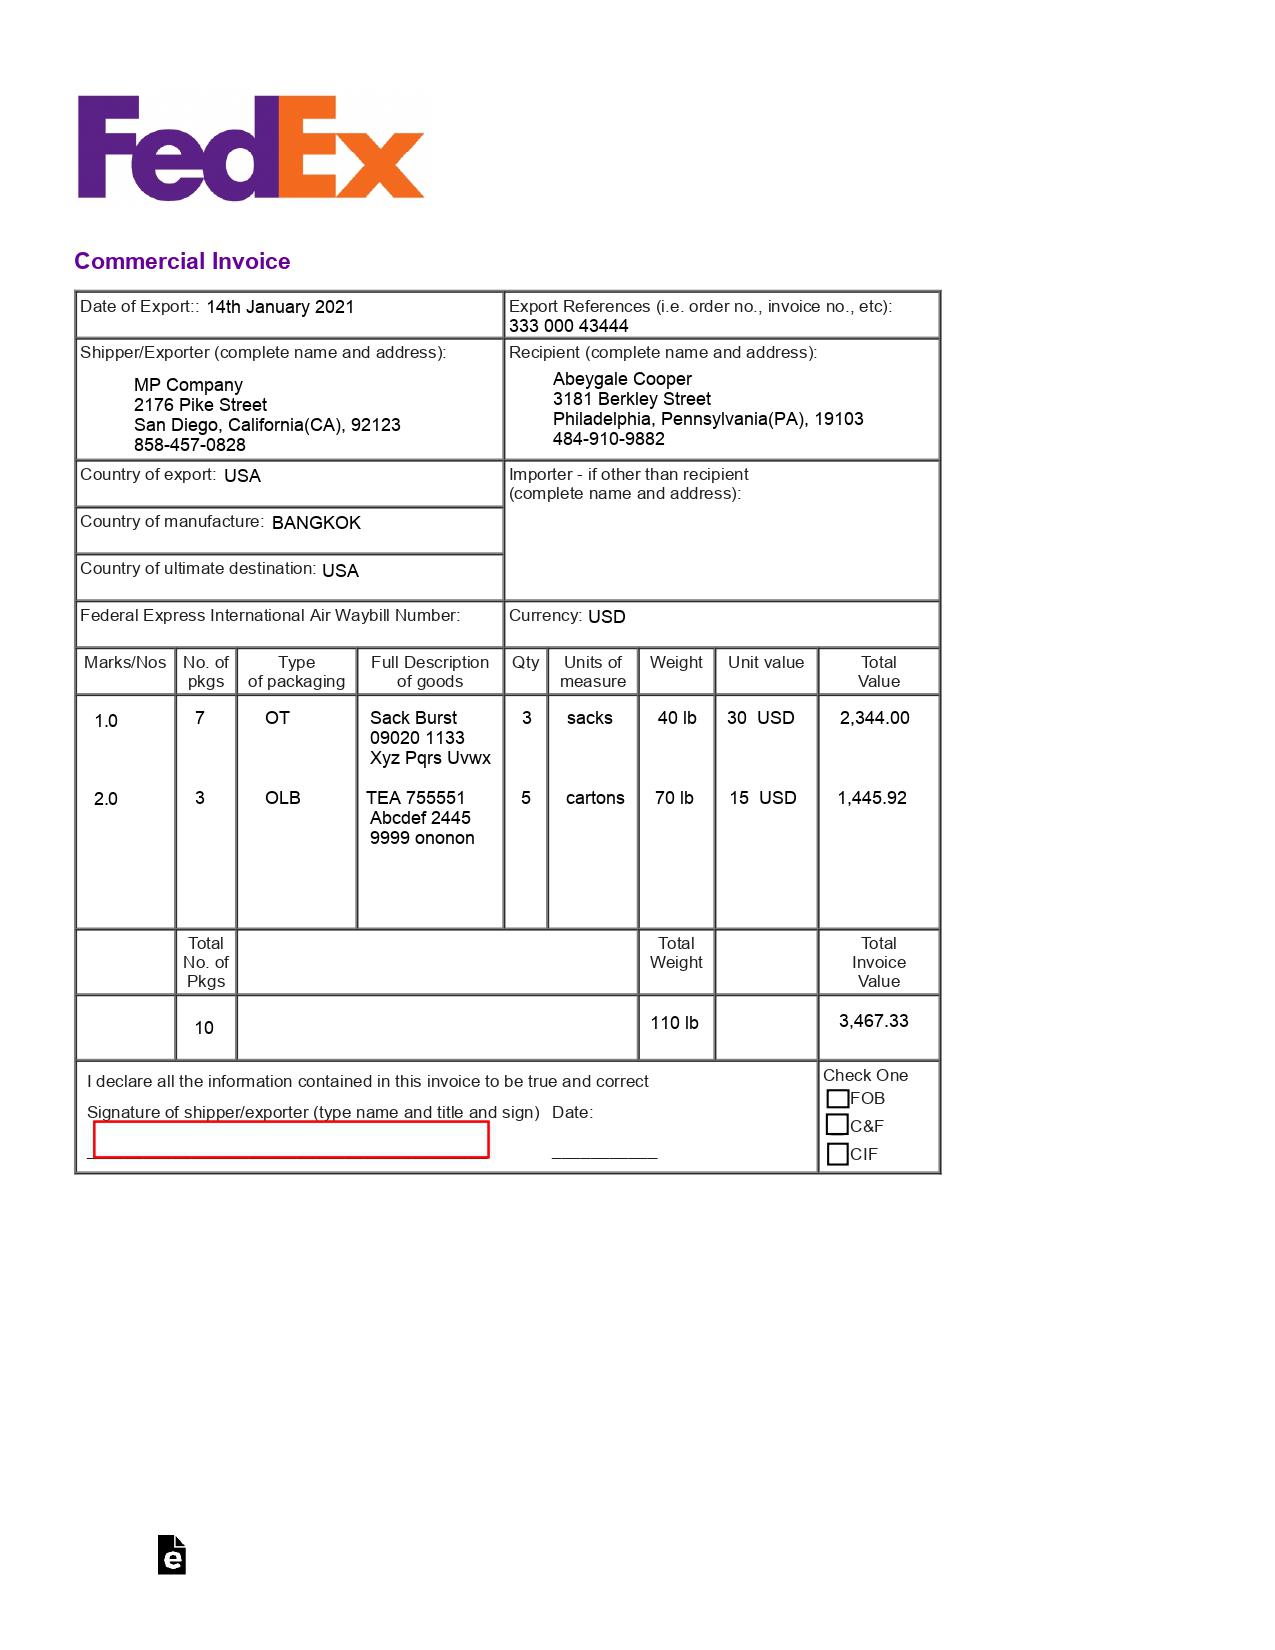 FedEx
Commercial Invoice
Date of Export:: 14th January 2021
Export References (i.e. order no., invoice no., etc):
333 000 43444
Shipper/Exporter (complete name and address):
MP Company
2176 Pike Street
San Diego, California(CA), 92123
858-457-0828
Recipient (complete name and address):
Abeygale Cooper
3181 Berkley Street
Philadelphia, Pennsylvania(PA), 19103
484-910-9882
Country of export: USA
Importer - if other than recipient
(complete name and address):
Country of manufacture: BANGKOK
Country of ultimate destination: USA
Federal Express International Air Waybill Number:
Currency: USD
Marks/Nos
No. of
pkgs
Type
of packaging
Full Description
of goods
Qty
Units of
measure
Weight
Unit value
Total
Value
1.0
7
OT
Sack Burst
09020 1133
Xyz Pqrs Uvwx
3
sacks
40 lb
30 USD
2,344.00
2.0
3
OLB
TEA 755551
Abcdef 2445
9999 ononon
5
cartons
70 lb
15 USD
1,445.92
Total
No. of
Pkgs
Total
Weight
Total
Invoice
Value
10
110 lb
3,467.33
I declare all the information contained in this invoice to be true and correct
Signature of shipper/exporter (type name and title and sign) Date:
Check One
FOB
C&F
CIF
e